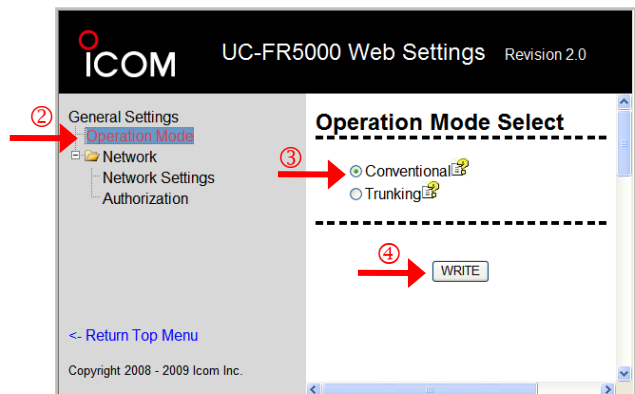 ICOM
UC-FR5000 Web Settings Revision 2.0
General Settings
② Operation Mode
Network
Network Settings
Authorization
<- Return Top Menu
Copyright 2008 - 2009 Icom Inc.
Operation Mode Select
③ Conventional
Trunking
④ WRITE